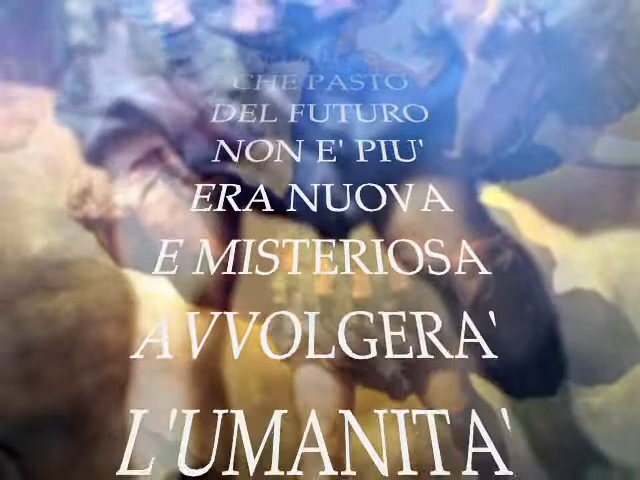 CHE PASTO
DEL FUTURO
NON E' PIU'
ERA NUOVA
E MISTERIOSA
AVVOLGERA'
L'UMANITA'